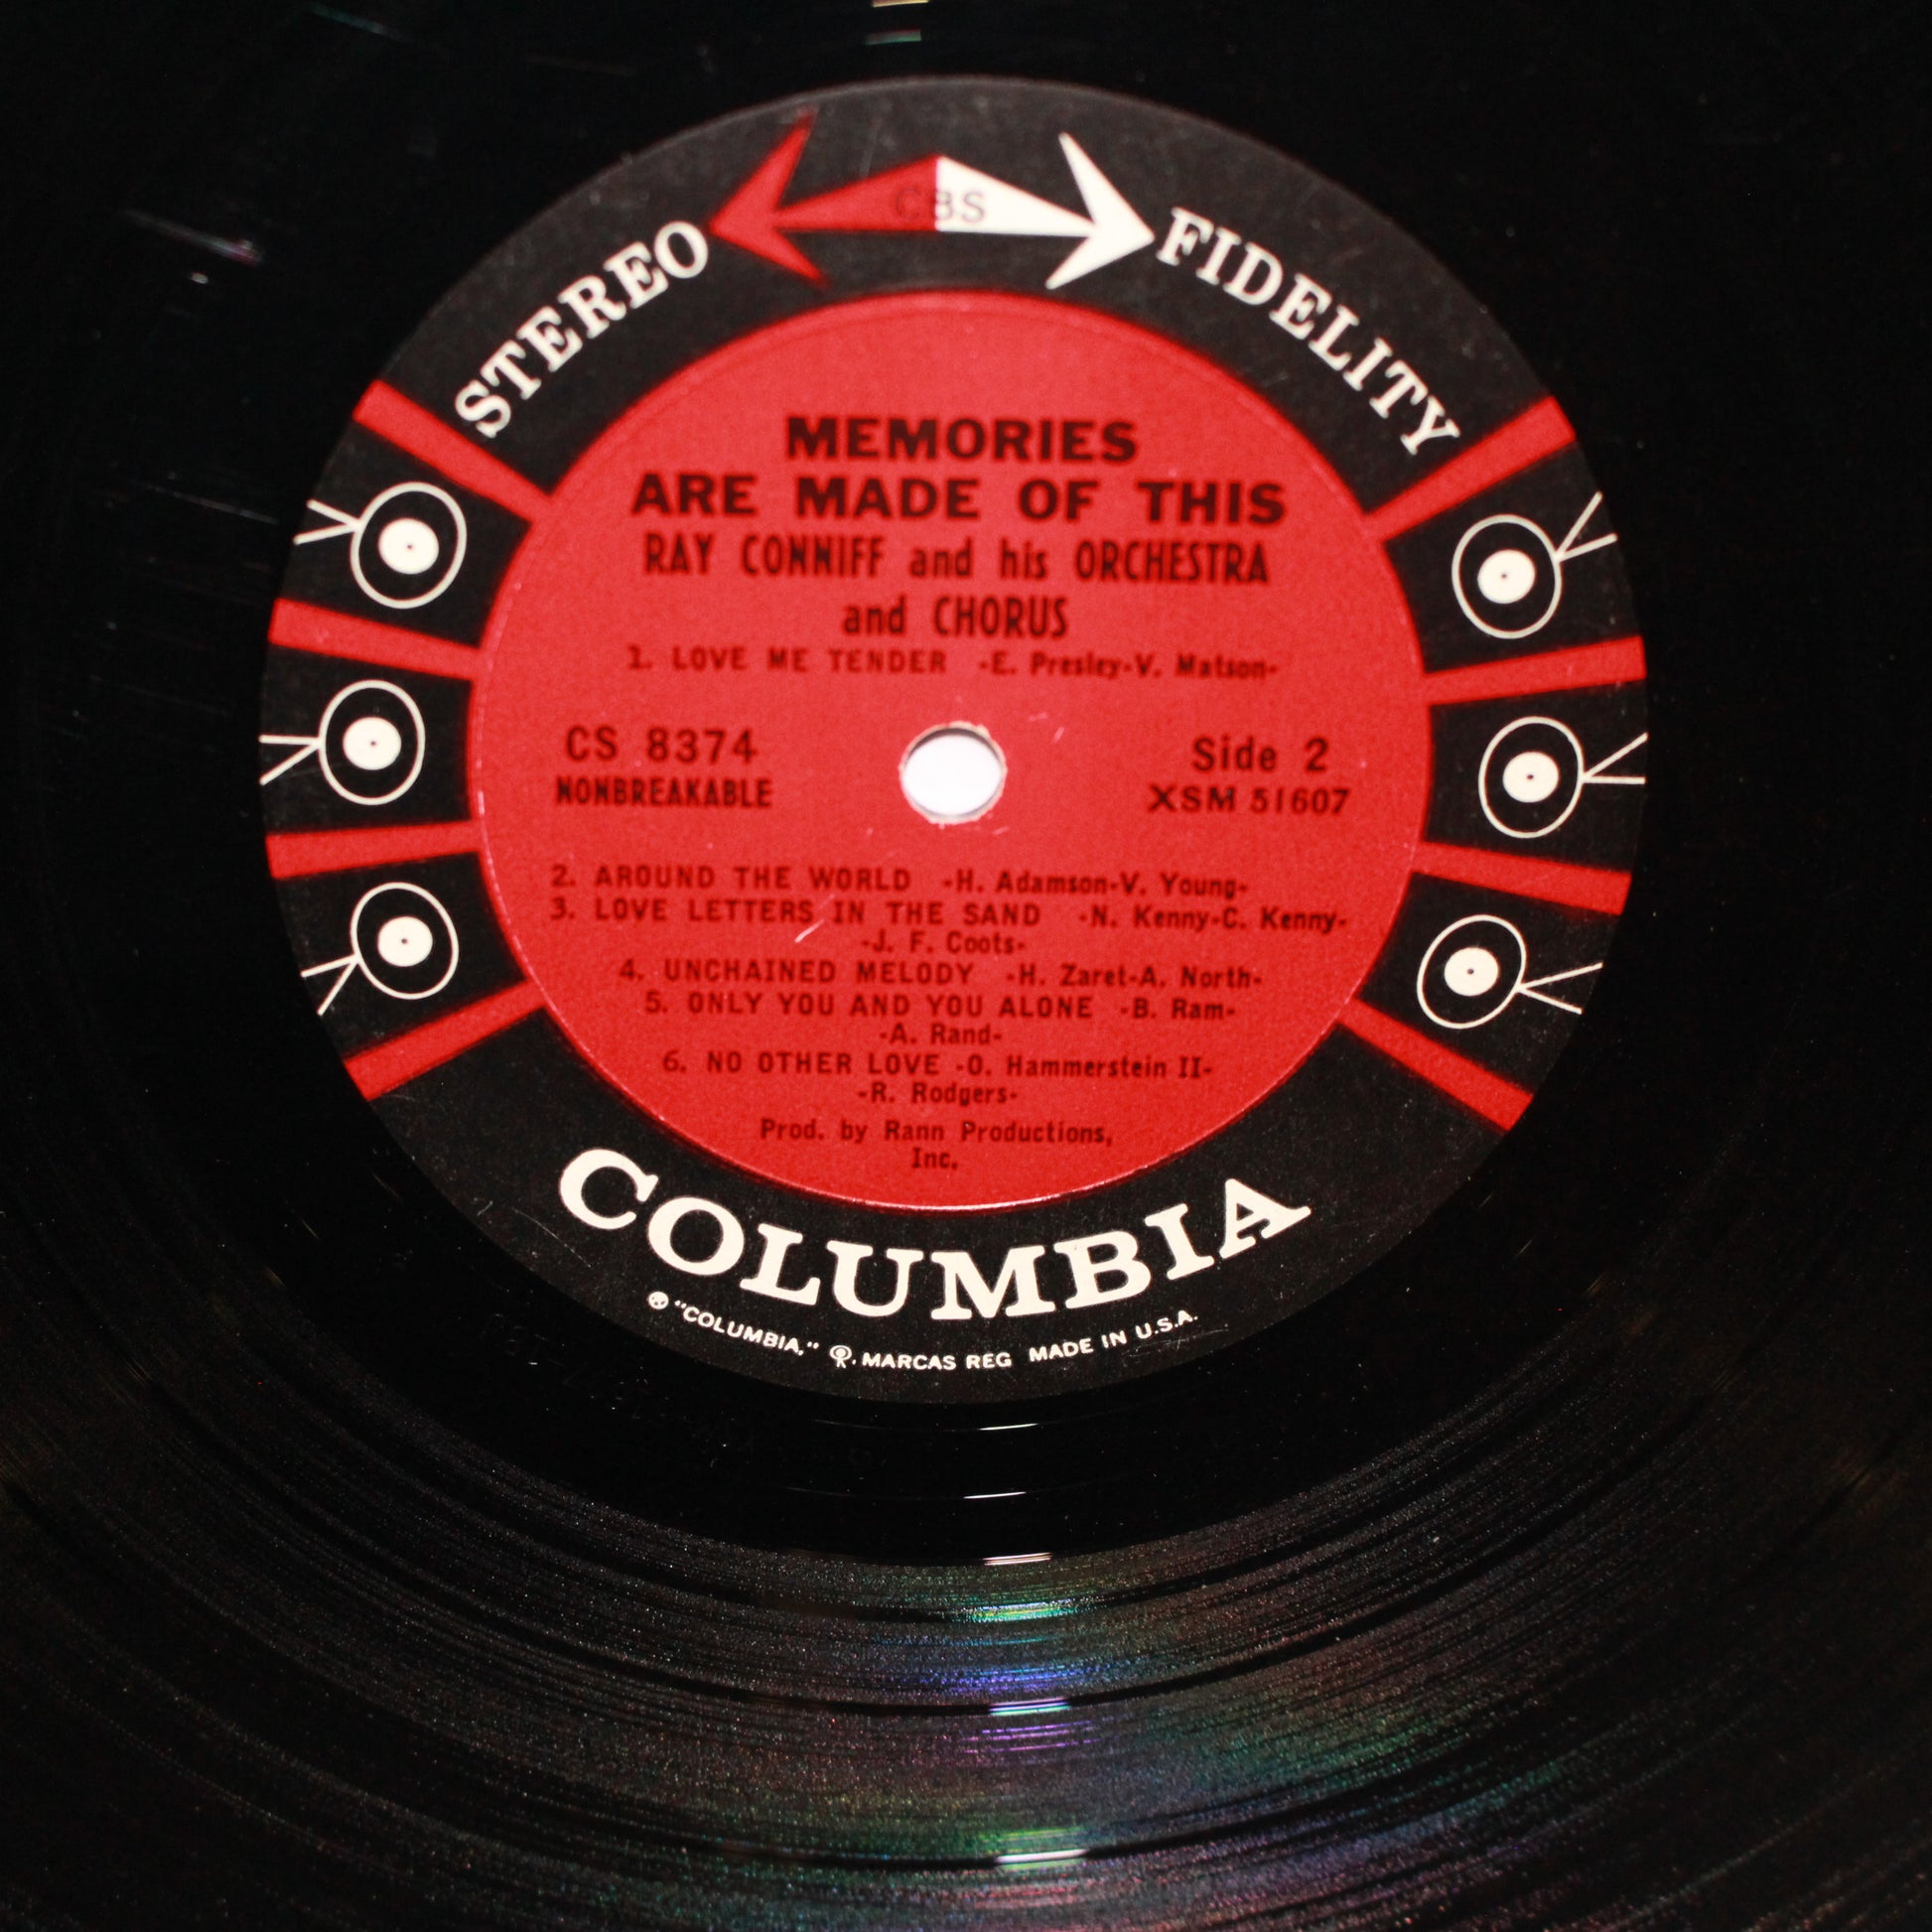 CBS
STEREO FIDELITY
MEMORIES
ARE MADE OF THIS
RAY CONNIFF and his ORCHESTRA
and CHORUS
1. LOVE ME TENDER -E. Presley-V. Matson-
CS 8374
NONBREAKABLE
Side 2
XSM 51607
2. AROUND THE WORLD -H. Adamson-V. Young-
3. LOVE LETTERS IN THE SAND -N. Kenny-C. Kenny-
-J. F. Coots-
4. UNCHAINED MELODY -H. Zaret-A. North-
5. ONLY YOU AND YOU ALONE -B. Ram-
-A. Rand-
6. NO OTHER LOVE -O. Hammerstein II-
-R. Rodgers-
Prod. by Rann Productions,
Inc.
COLUMBIA
"COLUMBIA," MARCAS REG MADE IN U.S.A.